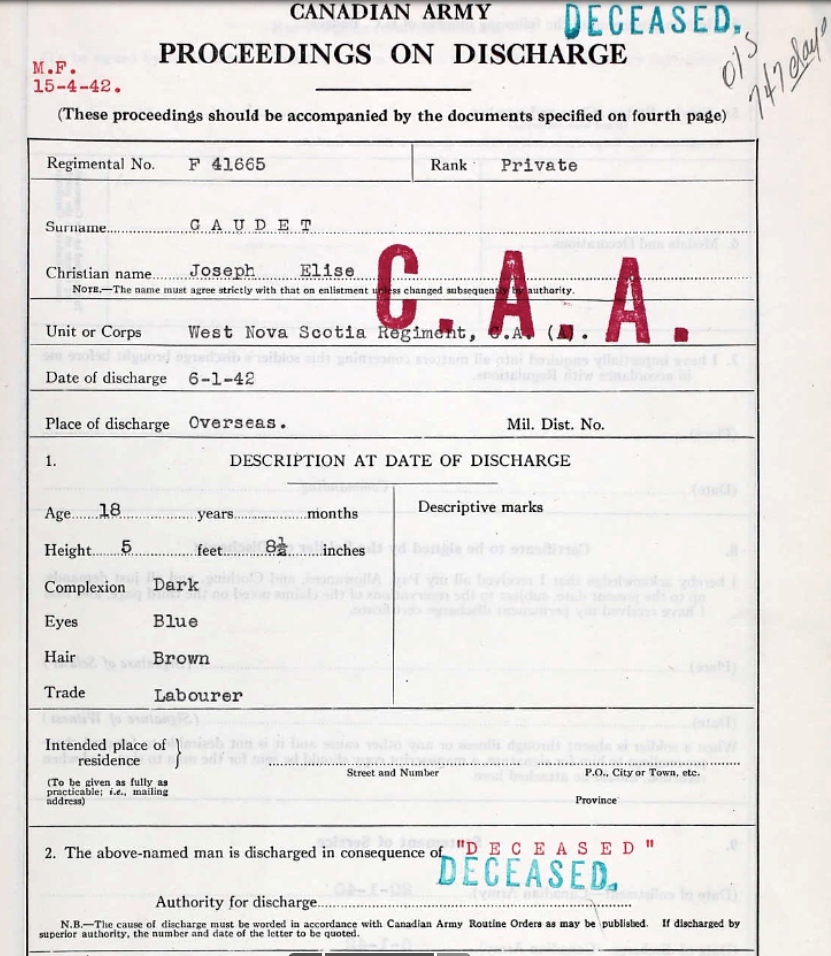 CANADIAN ARMY
DECEASED.
PROCEEDINGS ON DISCHARGE
M.F.
15-4-42.
O/S
747 days
(These proceedings should be accompanied by the documents specified on fourth page)
Regimental No. F 41665 Rank Private
Surname G A U D E T
Christian name Joseph Elise
NOTE.—The name must agree strictly with that on enlistment unless changed subsequently by authority.
C. A. A.
Unit or Corps West Nova Scotia Regiment, C.A. (A).
Date of discharge 6-1-42
Place of discharge Overseas. Mil. Dist. No.
1. DESCRIPTION AT DATE OF DISCHARGE
Age 18 years months Descriptive marks
Height 5 feet 8½ inches
Complexion Dark
Eyes Blue
Hair Brown
Trade Labourer
Intended place of
residence }
Street and Number P.O., City or Town, etc.
(To be given as fully as
practicable; i.e., mailing
address)
Province
2. The above-named man is discharged in consequence of "D E C E A S E D "
DECEASED.
Authority for discharge
N.B.—The cause of discharge must be worded in accordance with Canadian Army Routine Orders as may be published. If discharged by
superior authority, the number and date of the letter to be quoted.